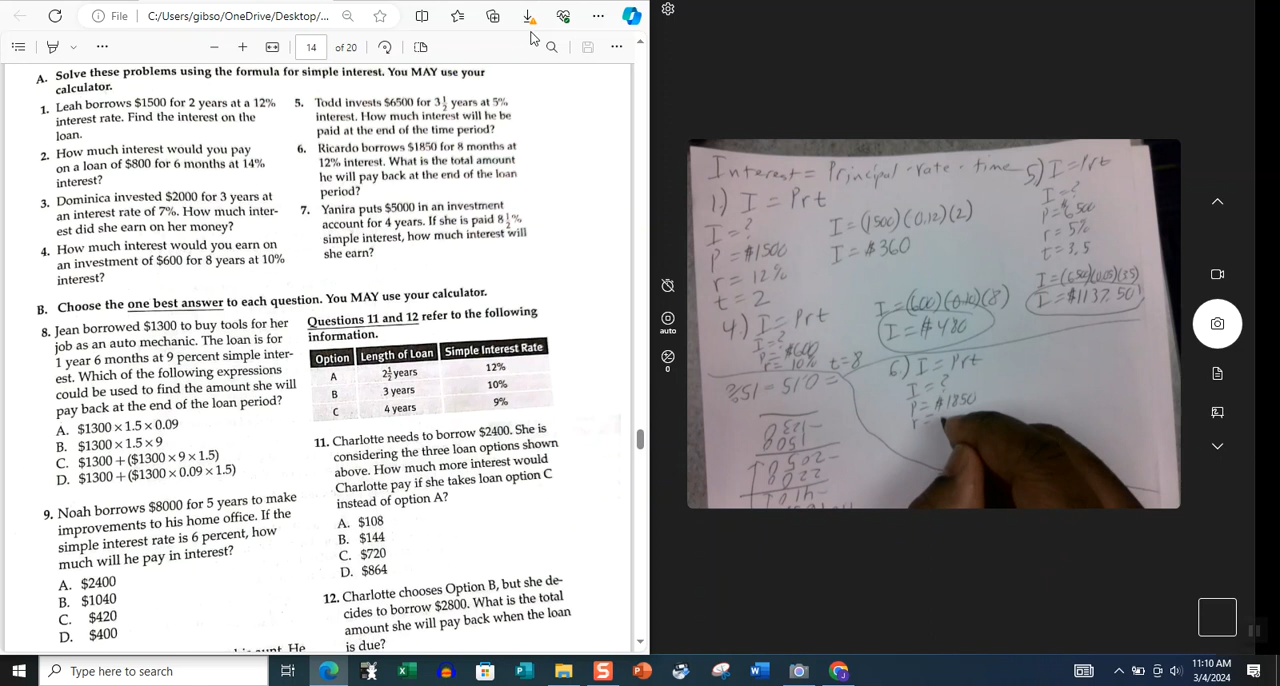 File
C:/Users/gibso/OneDrive/Desktop/...
14
of 20
A. Solve these problems using the formula for simple interest. You MAY use your
calculator.
1. Leah borrows $1500 for 2 years at a 12%
interest rate. Find the interest on the
loan.
2. How much interest would you pay
on a loan of $800 for 6 months at 14%
interest?
3. Dominica invested $2000 for 3 years at
an interest rate of 7%. How much inter-
est did she earn on her money?
4. How much interest would you earn on
an investment of $600 for 8 years at 10%
interest?
5. Todd invests $6500 for 3 1/2 years at 5%
interest. How much interest will he be
paid at the end of the time period?
6. Ricardo borrows $1850 for 8 months at
12% interest. What is the total amount
he will pay back at the end of the loan
period?
7. Yanira puts $5000 in an investment
account for 4 years. If she is paid 8 1/2%
simple interest, how much interest will
she earn?
B. Choose the one best answer to each question. You MAY use your calculator.
8. Jean borrowed $1300 to buy tools for her
job as an auto mechanic. The loan is for
1 year 6 months at 9 percent simple inter-
est. Which of the following expressions
could be used to find the amount she will
pay back at the end of the loan period?
A. $1300 × 1.5 × 0.09
B. $1300 × 1.5 × 9
C. $1300 + ($1300 × 9 × 1.5)
D. $1300 + ($1300 × 0.09 × 1.5)
9. Noah borrows $8000 for 5 years to make
improvements to his home office. If the
simple interest rate is 6 percent, how
much will he pay in interest?
A. $2400
B. $1040
C. $420
D. $400
Questions 11 and 12 refer to the following
information.
Option Length of Loan Simple Interest Rate
A 2 1/2 years 12%
B 3 years 10%
C 4 years 9%
11. Charlotte needs to borrow $2400. She is
considering the three loan options shown
above. How much more interest would
Charlotte pay if she takes loan option C
instead of option A?
A. $108
B. $144
C. $720
D. $864
12. Charlotte chooses Option B, but she de-
cides to borrow $2800. What is the total
amount she will pay back when the loan
is due?
Interest = Principal · rate · time
1.) I = Prt
I = ?
P = $1500
r = 12%
t = 2
I = (1500)(0.12)(2)
I = $360
4.) I = Prt
I = ?
P = $600
r = 10% t = 8
I = (600)(0.10)(8)
I = $480
5) I = Prt
I = ?
P = $6500
r = 5%
t = 3.5
I = (6500)(0.05)(3.5)
I = $1137.50
6.) I = Prt
I = ?
P = $1850
r =
= 0.15 = 15%
auto
0
Type here to search
11:10 AM
3/4/2024